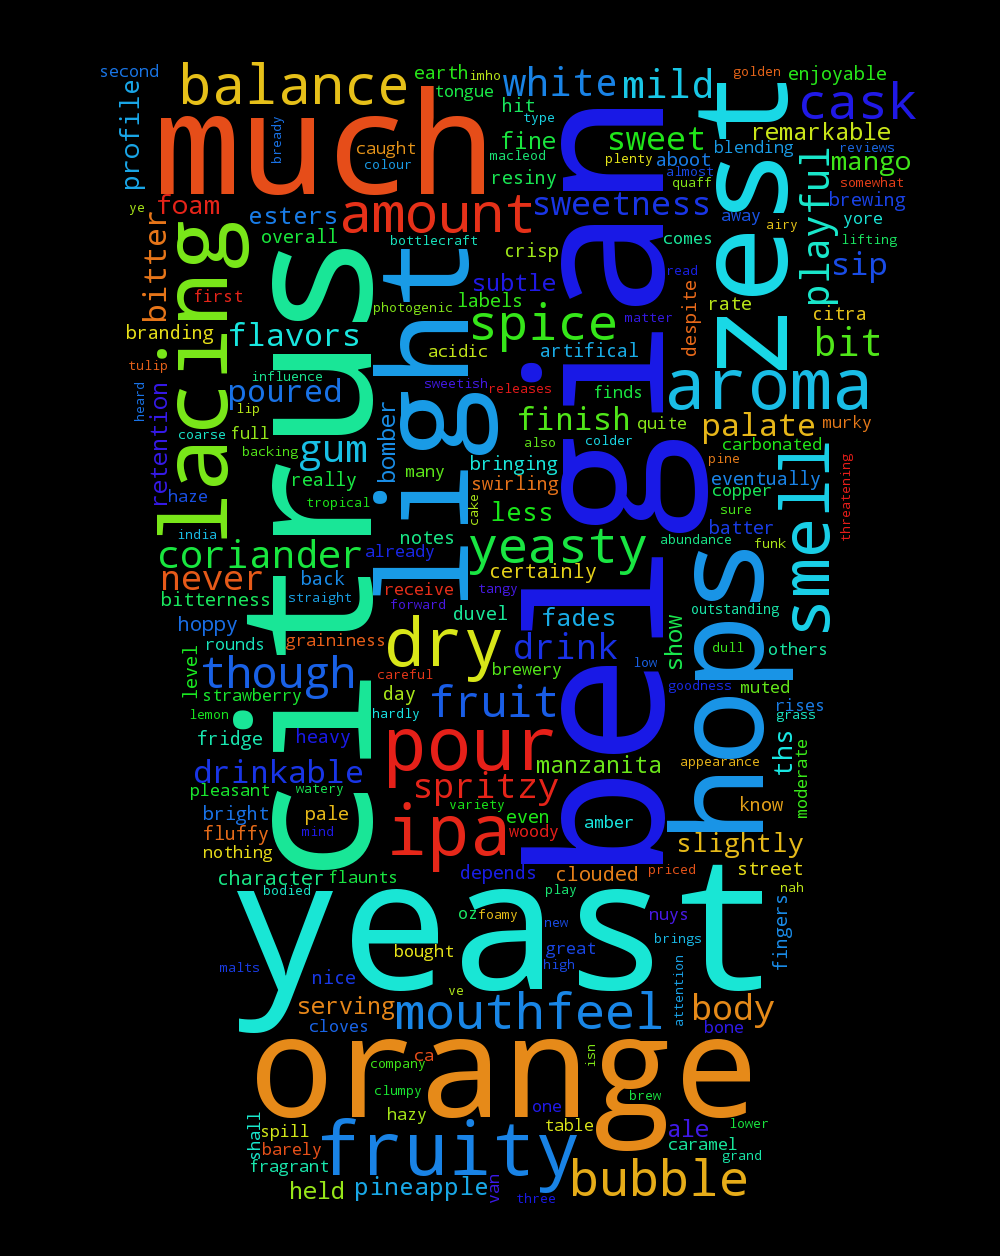 second
balance
earth
imho
white
mild
golden
enjoyable
tongue
hit
type
cask
profile
much
bready
caught
colour
fine
macleod
resiny
sweet
plenty
aboot
almost
quaff
zest
blending
remarkable
reviews
mango
somewhat
ye
foam
esters
amount
sweetness
belgian
away
airy
playful
brewing
yore
bitter
lacing
overall
citrus
bottlecraft
light
crisp
comes
lifting
sip
first
subtle
read
photogenic
labels
matter
despite
rate
citra
branding
flavors
spice
bit
tulip
acidic
artifical
heard
influence
retention
poured
sweetish
releases
finds
aroma
lip
bomber
coarse
full
backing
gum
finish
also
colder
quite
palate
murky
carbonated
really
many
bringing
pine
eventually
smell
threatening
haze
tropical
swirling
cake
copper
india
notes
less
sure
batter
coriander
already
yeasty
abundance
funk
never
back
straight
receive
certainly
tangy
hops
bitterness
forward
duvel
fades
outstanding
hoppy
rounds
graininess
dry
drink
show
dull
others
level
though
careful
brewery
low
goodness
muted
strawberry
day
fruit
rises
lemon
hardly
grass
fridge
heavy
pour
manzanita
appearance
ths
moderate
drinkable
pleasant
watery
spritzy
variety
bright
pale
ipa
even
amber
know
fluffy
mind
woody
nothing
slightly
character
flaunts
depends
clouded
priced
street
bodied
yeast
play
nah
oz
foamy
new
nuys
fingers
bought
great
brings
malts
nice
high
attention
ve
serving
mouthfeel
body
cloves
bone
orange
ca
isn
company
clumpy
brew
hazy
one
shall
spill
fruity
table
ale
lower
barely
caramel
fragrant
grand
held
pineapple
van
three
bubble